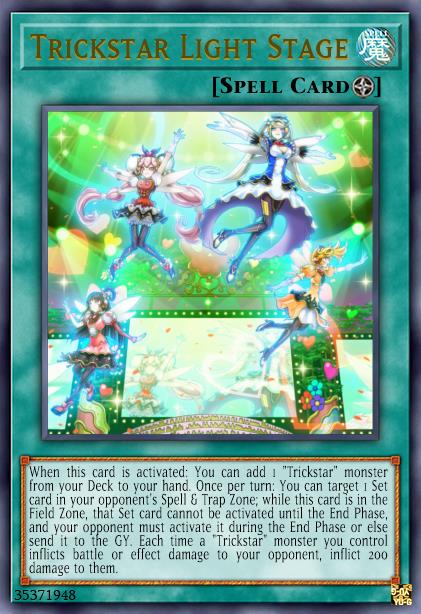 TRICKSTAR LIGHT STAGE
SPELL
魔
[SPELL CARD]
When this card is activated: You can add 1 "Trickstar" monster
from your Deck to your hand. Once per turn: You can target 1 Set
card in your opponent's Spell & Trap Zone; while this card is in the
Field Zone, that Set card cannot be activated until the End Phase,
and your opponent must activate it during the End Phase or else
send it to the GY. Each time a "Trickstar" monster you control
inflicts battle or effect damage to your opponent, inflict 200
damage to them.
35371948